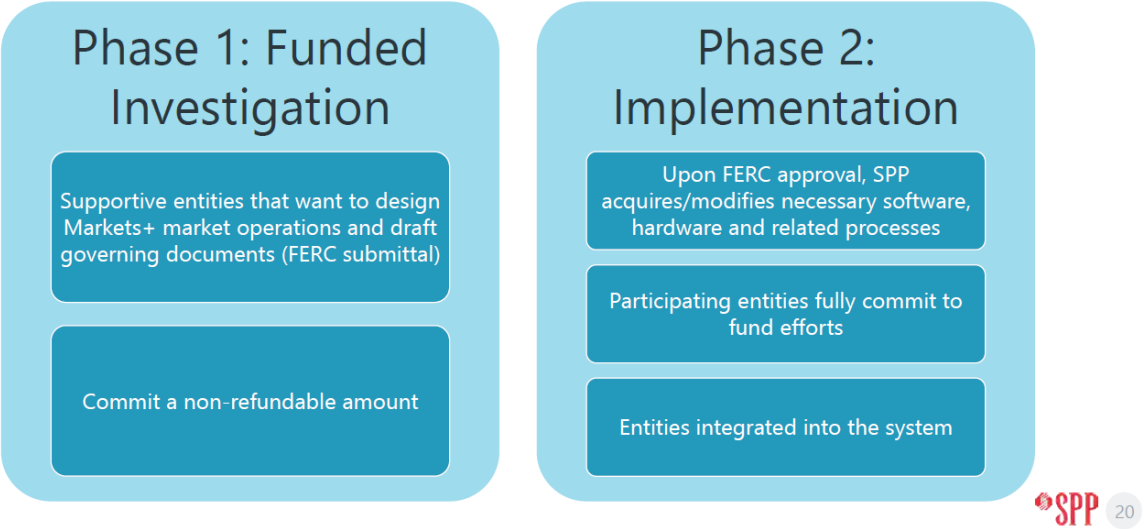 Phase 1: Funded
Investigation
Supportive entities that want to design
Markets+ market operations and draft
governing documents (FERC submittal)
Commit a non-refundable amount
Phase 2:
Implementation
Upon FERC approval, SPP
acquires/modifies necessary software,
hardware and related processes
Participating entities fully commit to
fund efforts
Entities integrated into the system
SPP
20